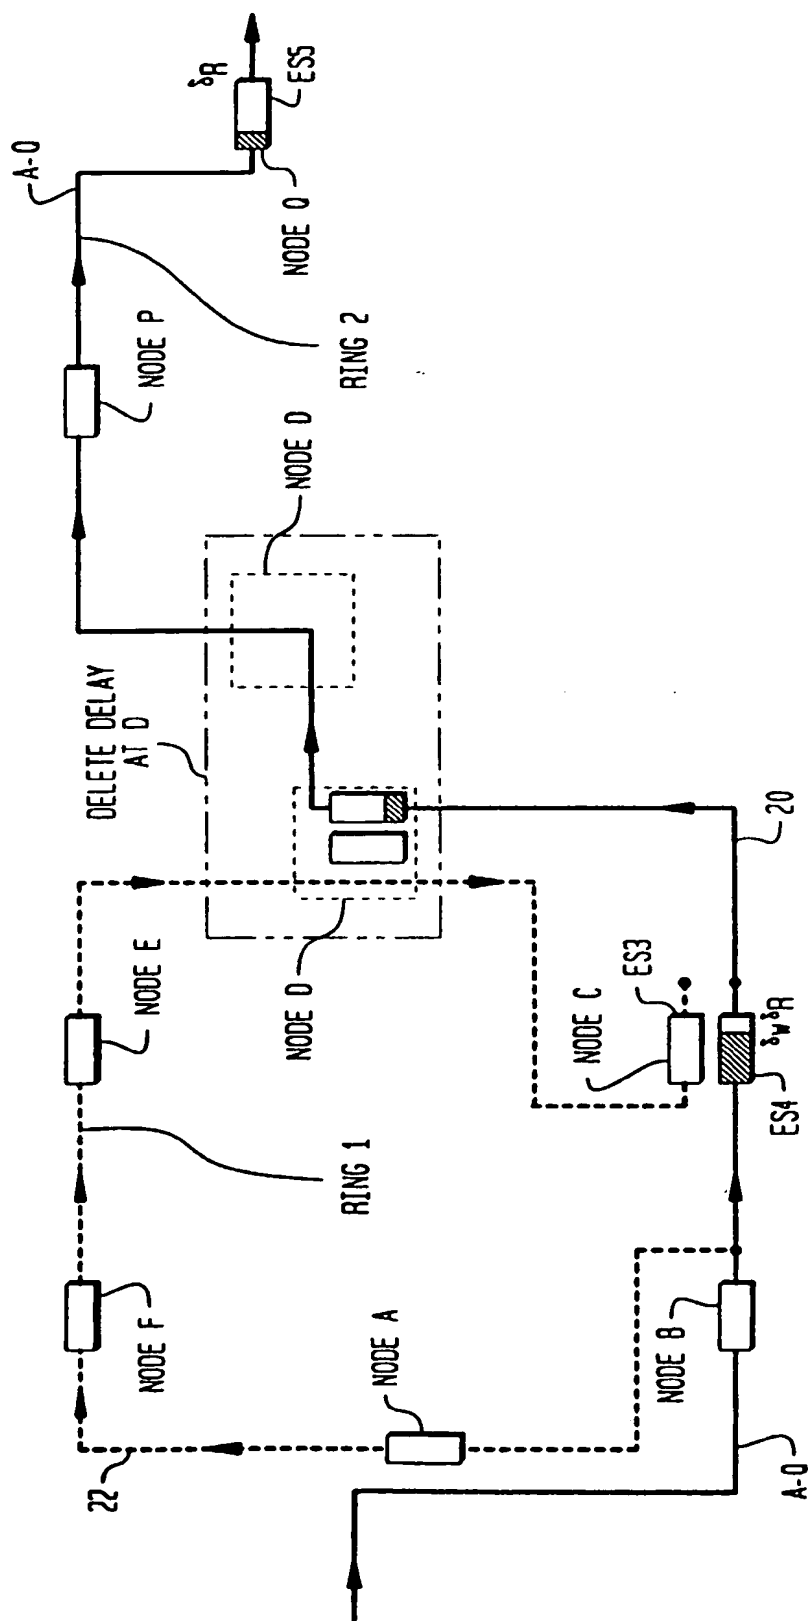 A-Q
δR
ES5
NODE Q
NODE P
RING 2
NODE D
DELETE DELAY
AT D
NODE D
NODE E
RING 1
NODE C
ES3
δWδR
ES4
20
NODE F
22
NODE A
NODE B
A-Q